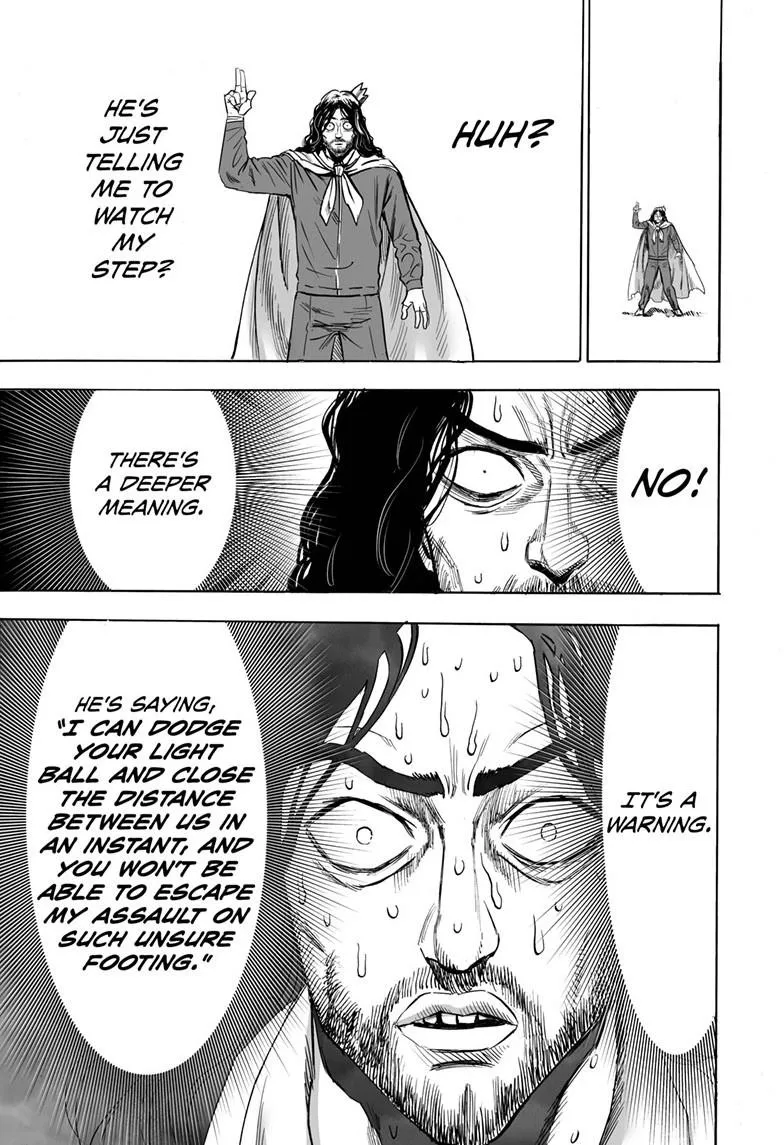 HUH?
HE'S
JUST
TELLING
ME TO
WATCH
MY
STEP?
NO!
THERE'S
A DEEPER
MEANING.
IT'S A
WARNING.
HE'S SAYING,
"I CAN DODGE
YOUR LIGHT
BALL AND CLOSE
THE DISTANCE
BETWEEN US IN
AN INSTANT, AND
YOU WON'T BE
ABLE TO ESCAPE
MY ASSAULT ON
SUCH UNSURE
FOOTING."